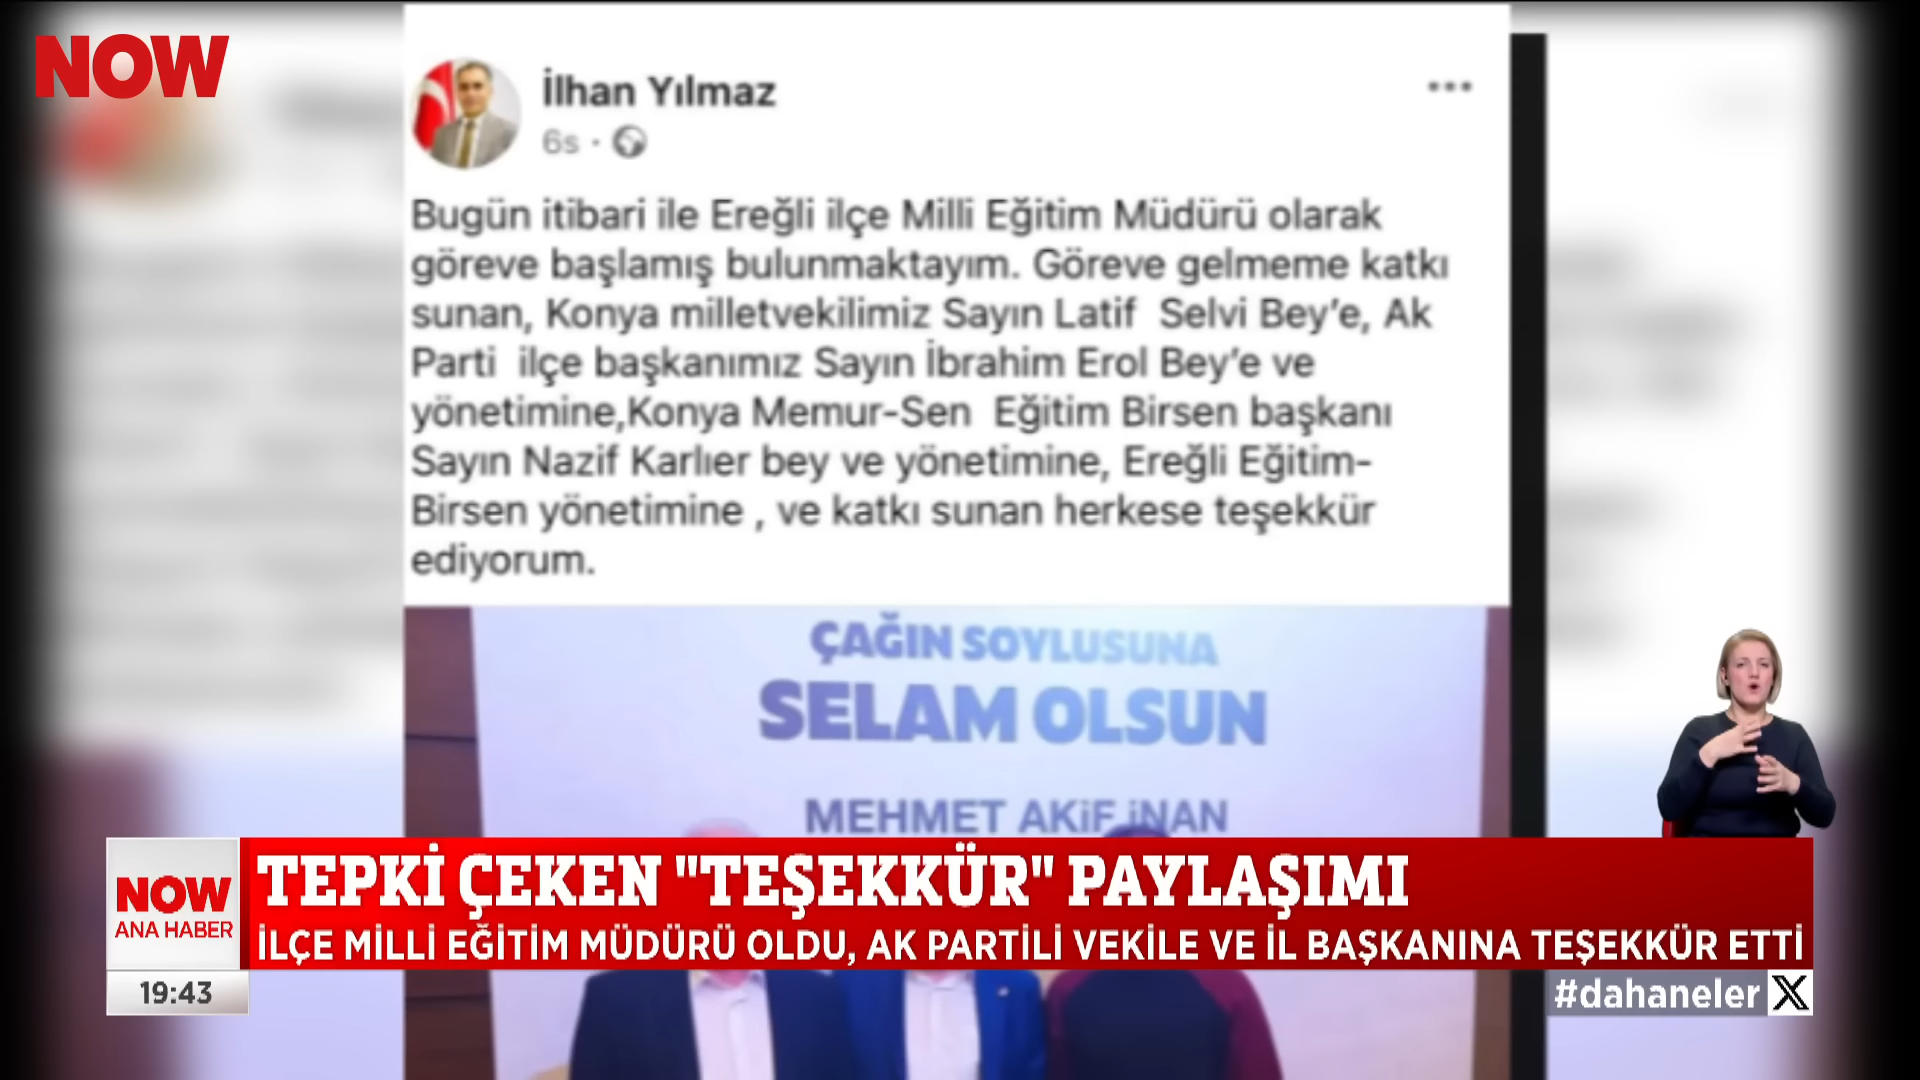 NOW
İlhan Yılmaz
6s
Bugün itibari ile Ereğli ilçe Milli Eğitim Müdürü olarak
göreve başlamış bulunmaktayım. Göreve gelmeme katkı
sunan, Konya milletvekilimiz Sayın Latif  Selvi Bey’e, Ak
Parti  ilçe başkanımız Sayın İbrahim Erol Bey’e ve
yönetimine,Konya Memur-Sen  Eğitim Birsen başkanı
Sayın Nazif Karlıer bey ve yönetimine, Ereğli Eğitim-
Birsen yönetimine , ve katkı sunan herkese teşekkür
ediyorum.
ÇAĞIN SOYLUSUNA
SELAM OLSUN
MEHMET AKiF iNAN
NOW
ANA HABER
TEPKİ ÇEKEN "TEŞEKKÜR" PAYLAŞIMI
İLÇE MİLLİ EĞİTİM MÜDÜRÜ OLDU, AK PARTİLİ VEKİLE VE İL BAŞKANINA TEŞEKKÜR ETTİ
19:43
#dahaneler X